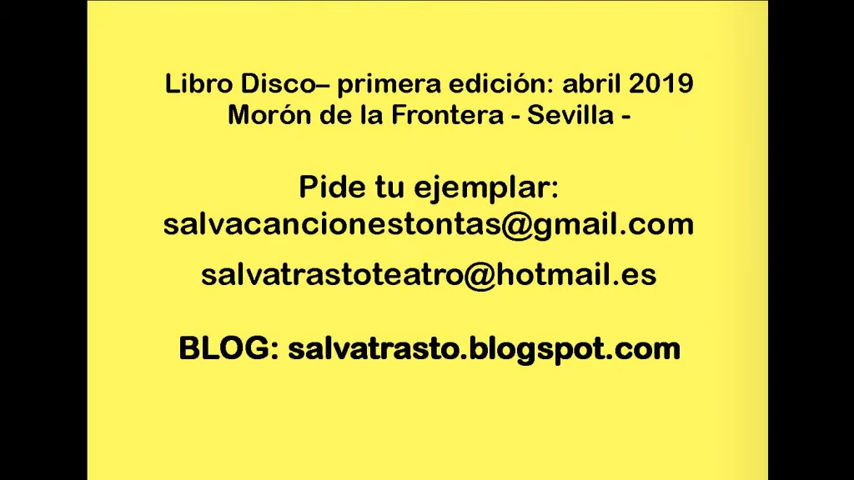 Libro Disco– primera edición: abril 2019
Morón de la Frontera - Sevilla -
Pide tu ejemplar:
salvacancionestontas@gmail.com
salvatrastoteatro@hotmail.es
BLOG: salvatrasto.blogspot.com